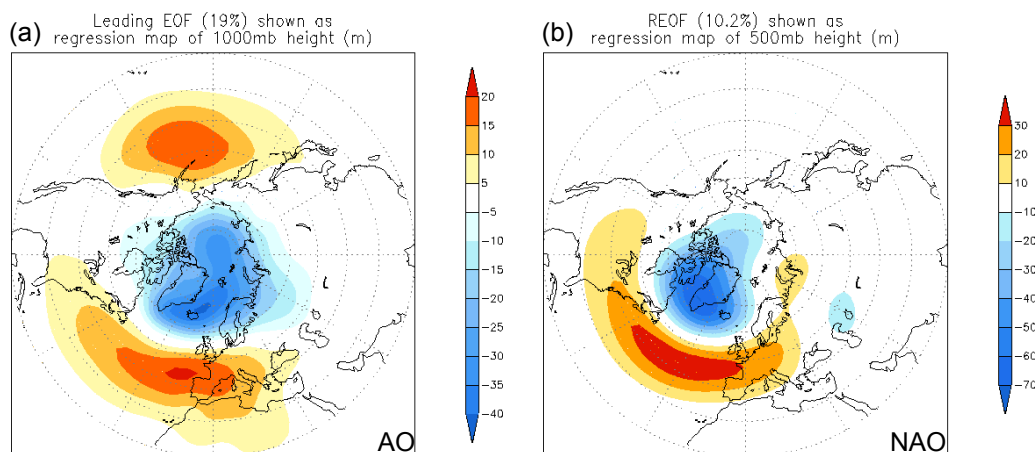 (a)
Leading EOF (19%) shown as
regression map of 1000mb height (m)
20
15
10
5
-5
-10
-15
-20
-25
-30
-35
-40
AO
(b)
REOF (10.2%) shown as
regression map of 500mb height (m)
30
20
10
-10
-20
-30
-40
-50
-60
-70
NAO